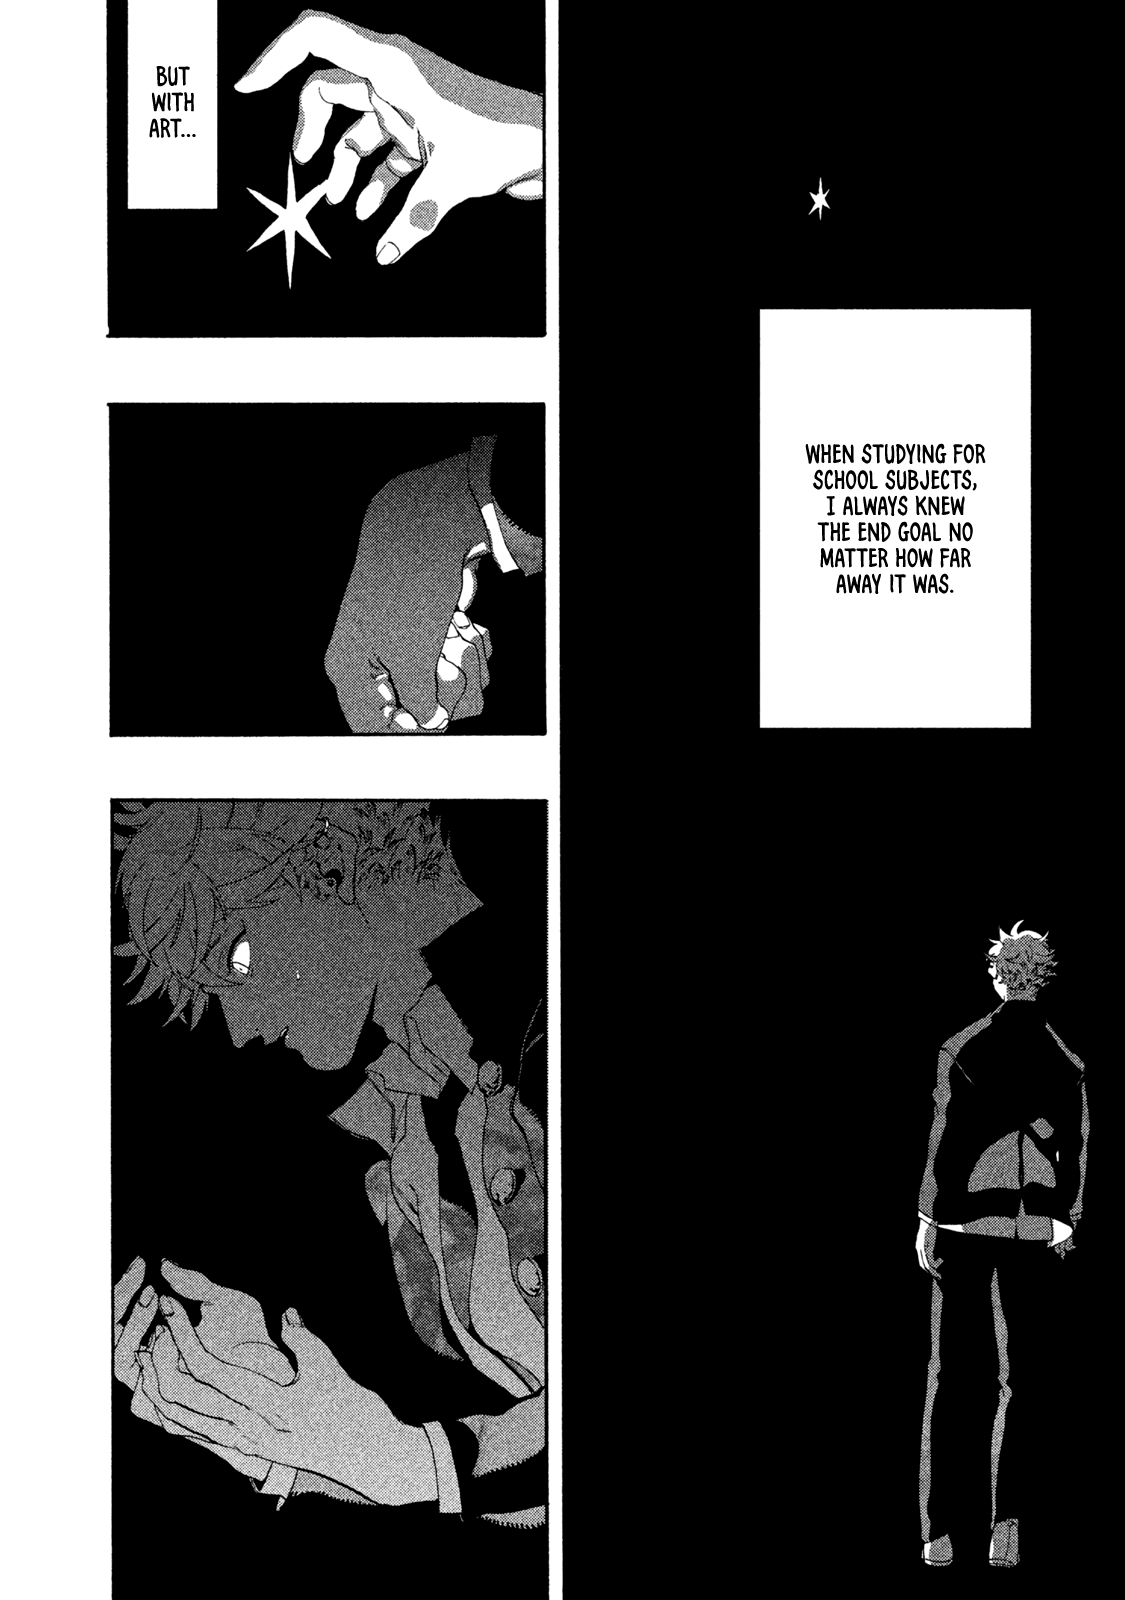 WHEN STUDYING FOR
SCHOOL SUBJECTS,
I ALWAYS KNEW
THE END GOAL NO
MATTER HOW FAR
AWAY IT WAS.
BUT
WITH
ART...